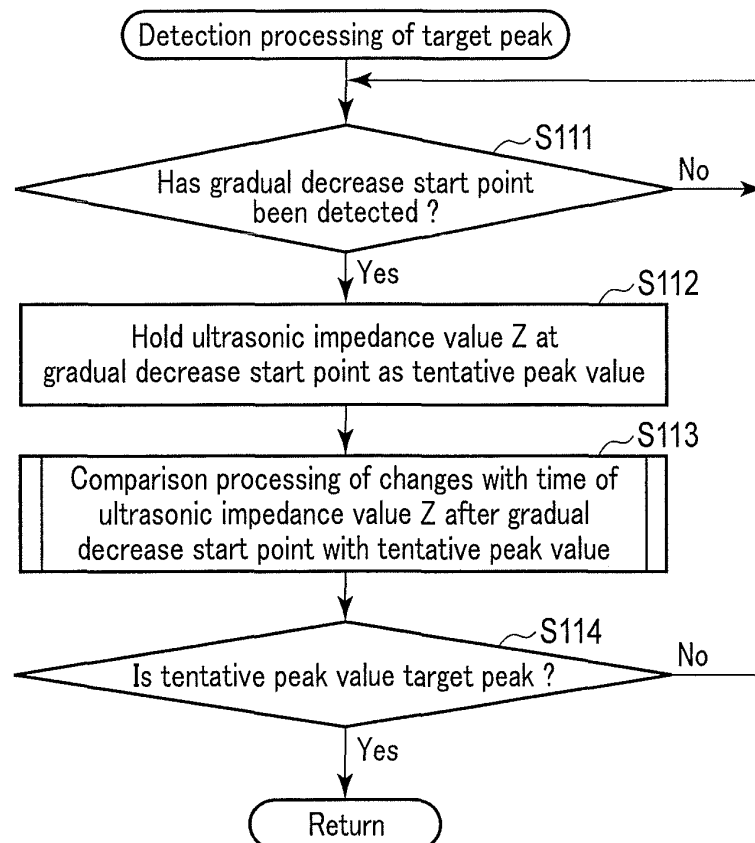 Detection processing of target peak
S111
Has gradual decrease start point
been detected ?
No
Yes
S112
Hold ultrasonic impedance value Z at
gradual decrease start point as tentative peak value
S113
Comparison processing of changes with time of
ultrasonic impedance value Z after gradual
decrease start point with tentative peak value
S114
Is tentative peak value target peak ?
No
Yes
Return